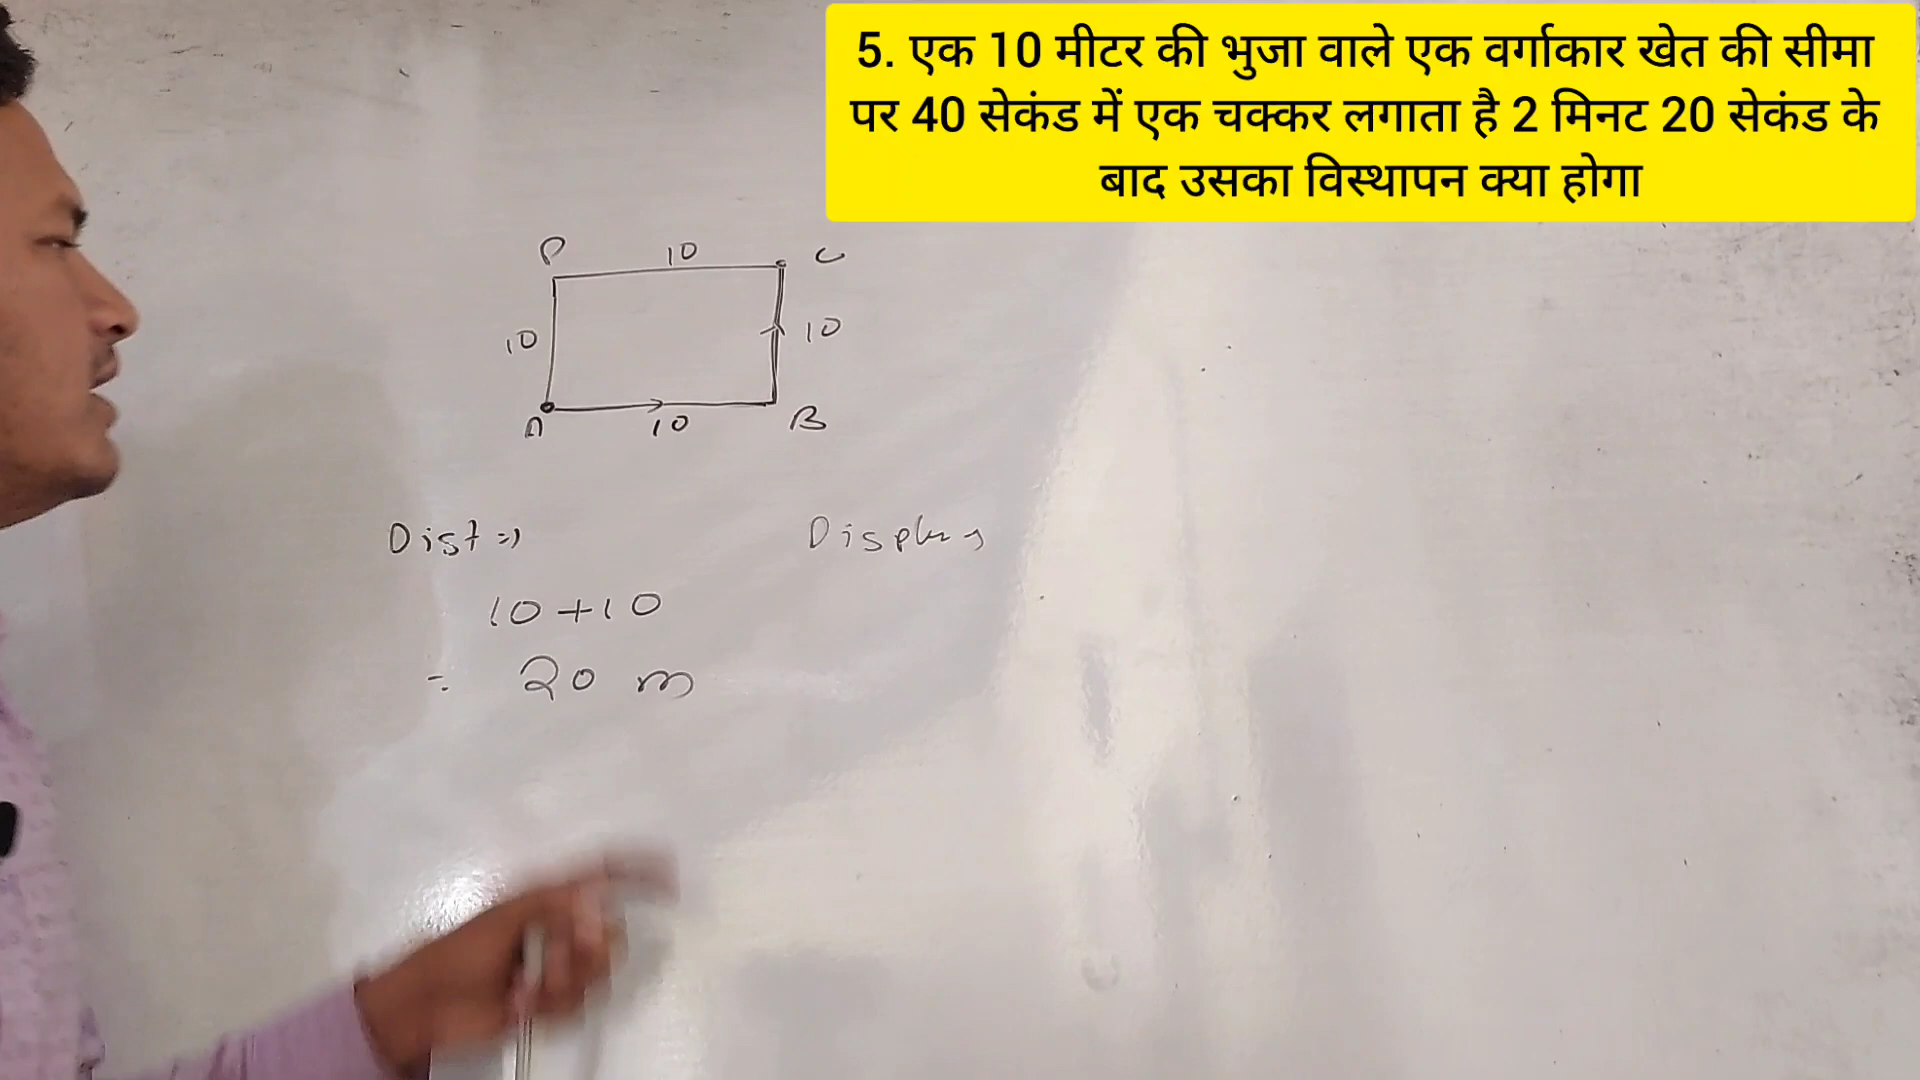 5. एक 10 मीटर की भुजा वाले एक वर्गाकार खेत की सीमा
पर 40 सेकंड में एक चक्कर लगाता है 2 मिनट 20 सेकंड के
बाद उसका विस्थापन क्या होगा
10 C
10 10
A 10 B
Dist ⇒
10+10
= 20 m